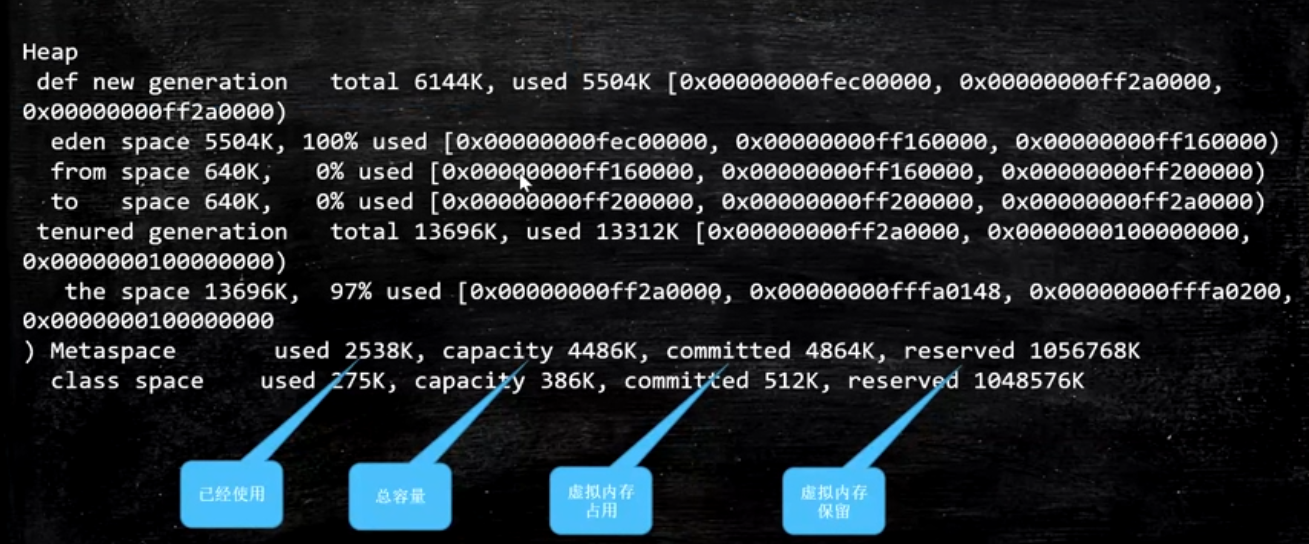 Heap
def new generation total 6144K, used 5504K [0x00000000fec00000, 0x00000000ff2a0000,
0x00000000ff2a0000)
eden space 5504K, 100% used [0x00000000fec00000, 0x00000000ff160000, 0x00000000ff160000)
from space 640K, 0% used [0x00000000ff160000, 0x00000000ff160000, 0x00000000ff200000)
to space 640K, 0% used [0x00000000ff200000, 0x00000000ff200000, 0x00000000ff2a0000)
tenured generation total 13696K, used 13312K [0x00000000ff2a0000, 0x0000000100000000,
0x0000000100000000)
the space 13696K, 97% used [0x00000000ff2a0000, 0x00000000fffa0148, 0x00000000fffa0200,
0x0000000100000000
) Metaspace used 2538K, capacity 4486K, committed 4864K, reserved 1056768K
class space used 275K, capacity 386K, committed 512K, reserved 1048576K
已经使用
总容量
虚拟内存
占用
虚拟内存
保留